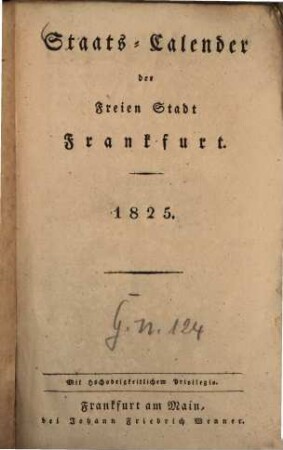 Staats-Calender
der
Freien Stadt
Frankfurt.
1825.
G. n. 124
Mit Hochobrigkeitlichem Privilegio.
Frankfurt am Main,
bei Johann Friedrich Wenner.